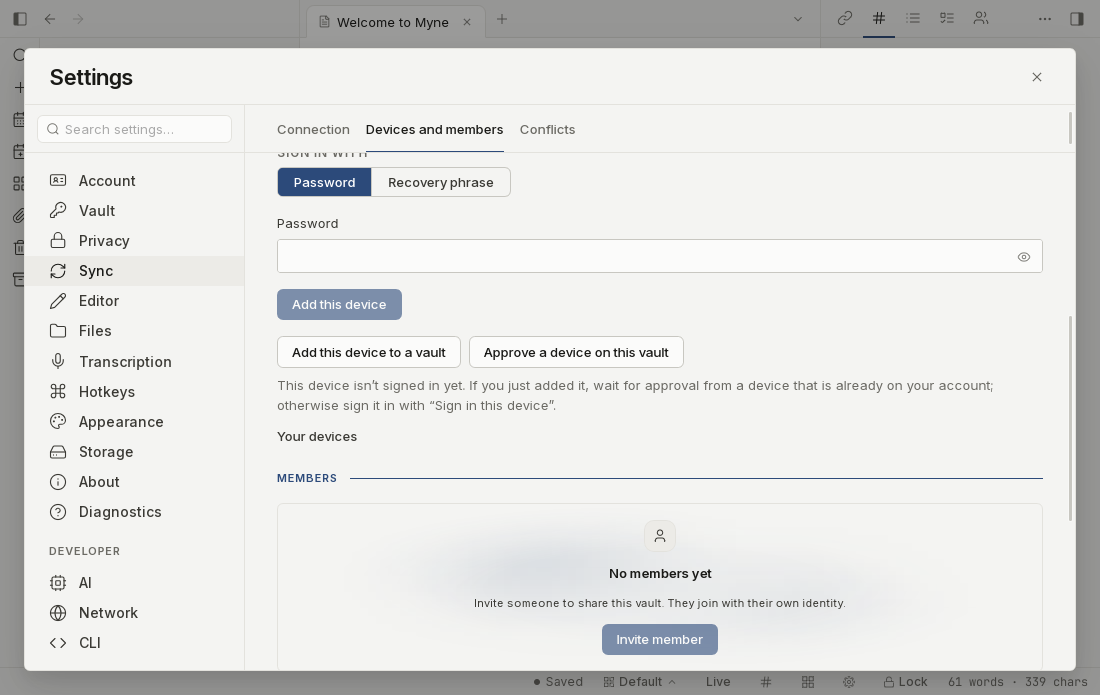 Welcome to Myne
Settings
Search settings…
Connection
Devices and members
Conflicts
Account
Vault
Privacy
Sync
Editor
Files
Transcription
Hotkeys
Appearance
Storage
About
Diagnostics
DEVELOPER
AI
Network
CLI
SIGN IN WITH
Password
Recovery phrase
Password
Add this device
Add this device to a vault
Approve a device on this vault
This device isn’t signed in yet. If you just added it, wait for approval from a device that is already on your account;
otherwise sign it in with “Sign in this device”.
Your devices
MEMBERS
No members yet
Invite someone to share this vault. They join with their own identity.
Invite member
Saved
Default
Live
Lock
61 words · 339 chars